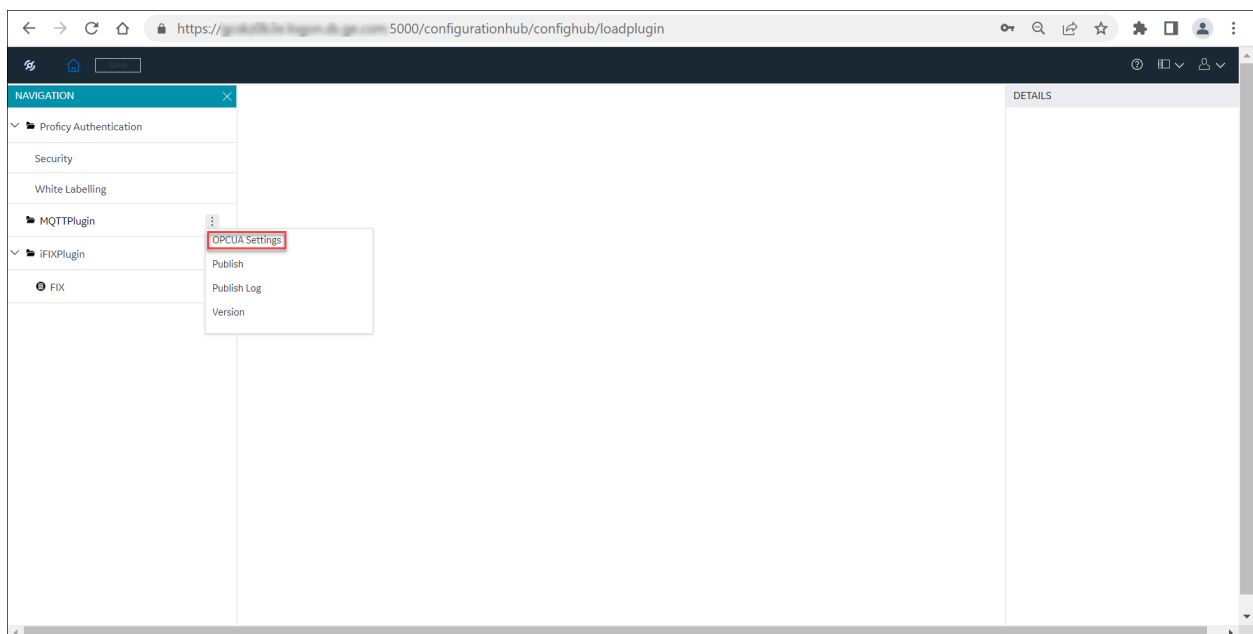 https://
5000/configurationhub/confighub/loadplugin
Save
NAVIGATION
DETAILS
Proficy Authentication
Security
White Labelling
MQTTPlugin
OPCUA Settings
iFIXPlugin
Publish
FIX
Publish Log
Version